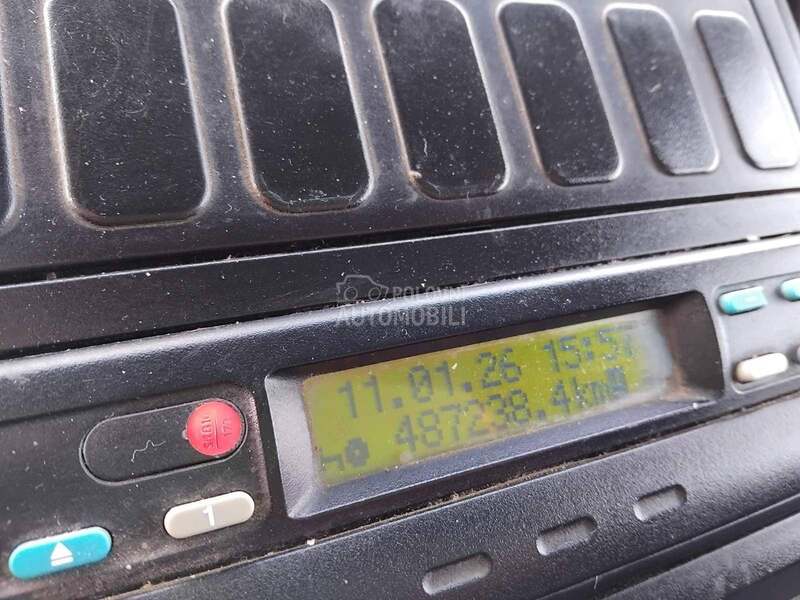 POLOVNI
AUTOMOBILI
11.01.26 15:5
487238.4km
1